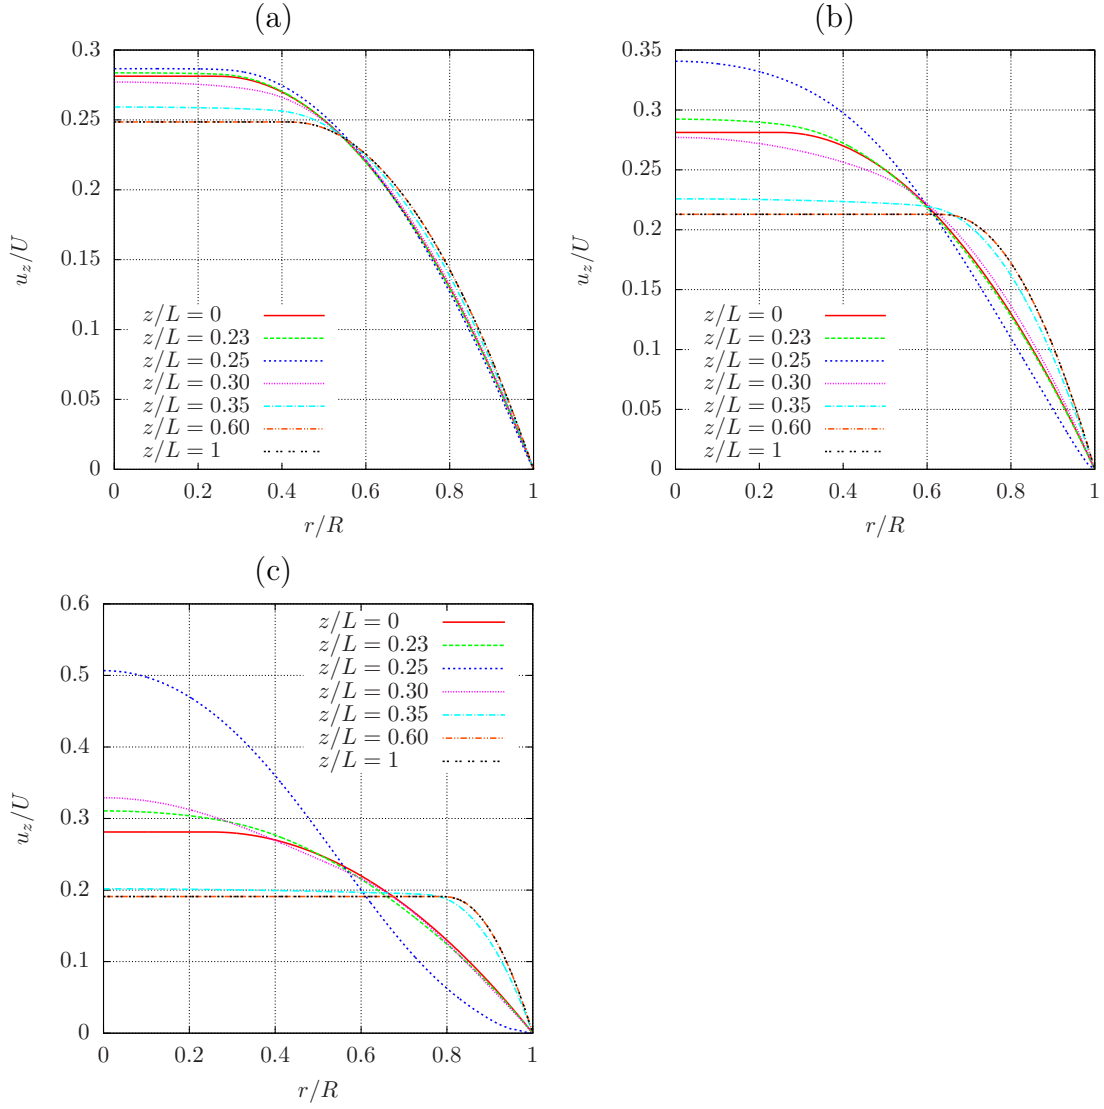 (a)
0.3
0.25
0.2
0.15
0.1
0.05
0
u_z/U
z/L = 0
z/L = 0.23
z/L = 0.25
z/L = 0.30
z/L = 0.35
z/L = 0.60
z/L = 1
0 0.2 0.4 0.6 0.8 1
r/R
(b)
0.35
0.3
0.25
0.2
0.15
0.1
0.05
0
u_z/U
z/L = 0
z/L = 0.23
z/L = 0.25
z/L = 0.30
z/L = 0.35
z/L = 0.60
z/L = 1
0 0.2 0.4 0.6 0.8 1
r/R
(c)
0.6
0.5
0.4
0.3
0.2
0.1
0
u_z/U
z/L = 0
z/L = 0.23
z/L = 0.25
z/L = 0.30
z/L = 0.35
z/L = 0.60
z/L = 1
0 0.2 0.4 0.6 0.8 1
r/R